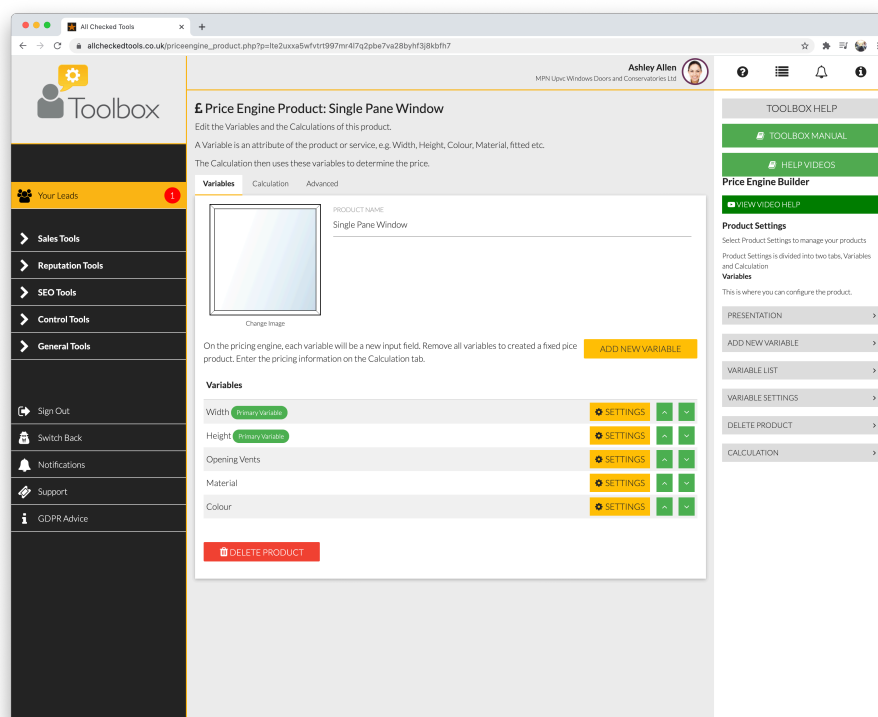 All Checked Tools
allcheckedtools.co.uk/priceengine_product.php?p=lte2uxxa5wfvtrt997mr4l7q2pbe7va28byhf3j8kbfh7
Toolbox
Your Leads
1
Sales Tools
Reputation Tools
SEO Tools
Control Tools
General Tools
Sign Out
Switch Back
Notifications
Support
GDPR Advice
Ashley Allen
MPN Upvc Windows Doors and Conservatories Ltd
£ Price Engine Product: Single Pane Window
Edit the Variables and the Calculations of this product.
A Variable is an attribute of the product or service, e.g. Width, Height, Colour, Material, fitted etc.
The Calculation then uses these variables to determine the price.
Variables Calculation Advanced
PRODUCT NAME
Single Pane Window
Change Image
On the pricing engine, each variable will be a new input field. Remove all variables to created a fixed pice
product. Enter the pricing information on the Calculation tab.
ADD NEW VARIABLE
Variables
Width Primary Variable SETTINGS
Height Primary Variable SETTINGS
Opening Vents SETTINGS
Material SETTINGS
Colour SETTINGS
DELETE PRODUCT
TOOLBOX HELP
TOOLBOX MANUAL
HELP VIDEOS
Price Engine Builder
VIEW VIDEO HELP
Product Settings
Select Product Settings to manage your products
Product Settings is divided into two tabs, Variables
and Calculation
Variables
This is where you can configure the product.
PRESENTATION
ADD NEW VARIABLE
VARIABLE LIST
VARIABLE SETTINGS
DELETE PRODUCT
CALCULATION